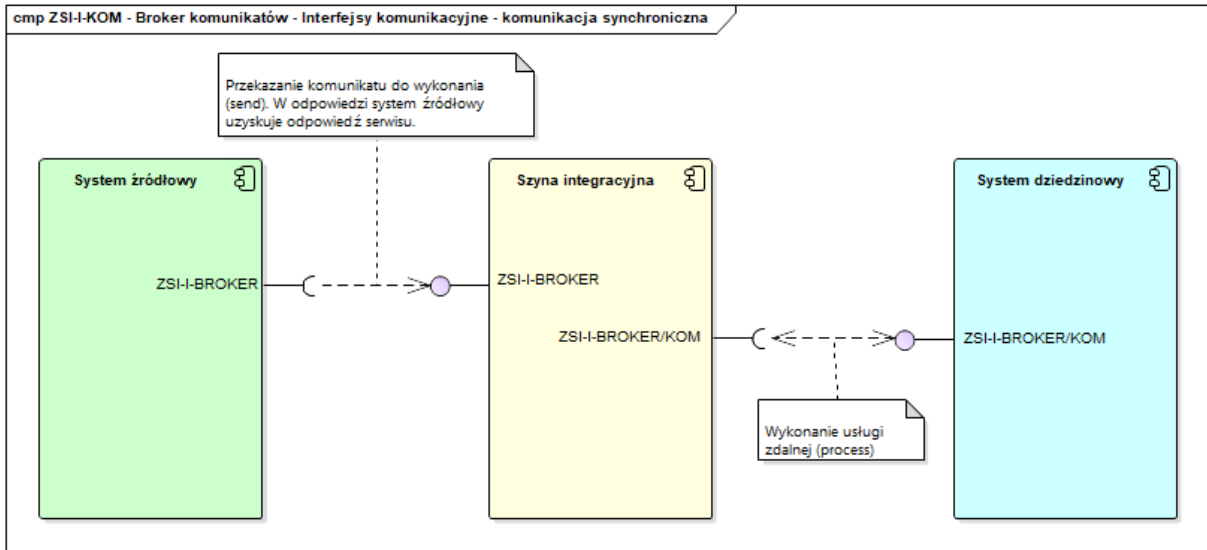 cmp ZSI-I-KOM - Broker komunikatów - Interfejsy komunikacyjne - komunikacja synchroniczna
Przekazanie komunikatu do wykonania
(send). W odpowiedzi system źródłowy
uzyskuje odpowiedź serwisu.
System źródłowy
Szyna integracyjna
System dziedzinowy
ZSI-I-BROKER
ZSI-I-BROKER
ZSI-I-BROKER/KOM
ZSI-I-BROKER/KOM
Wykonanie usługi
zdalnej (process)